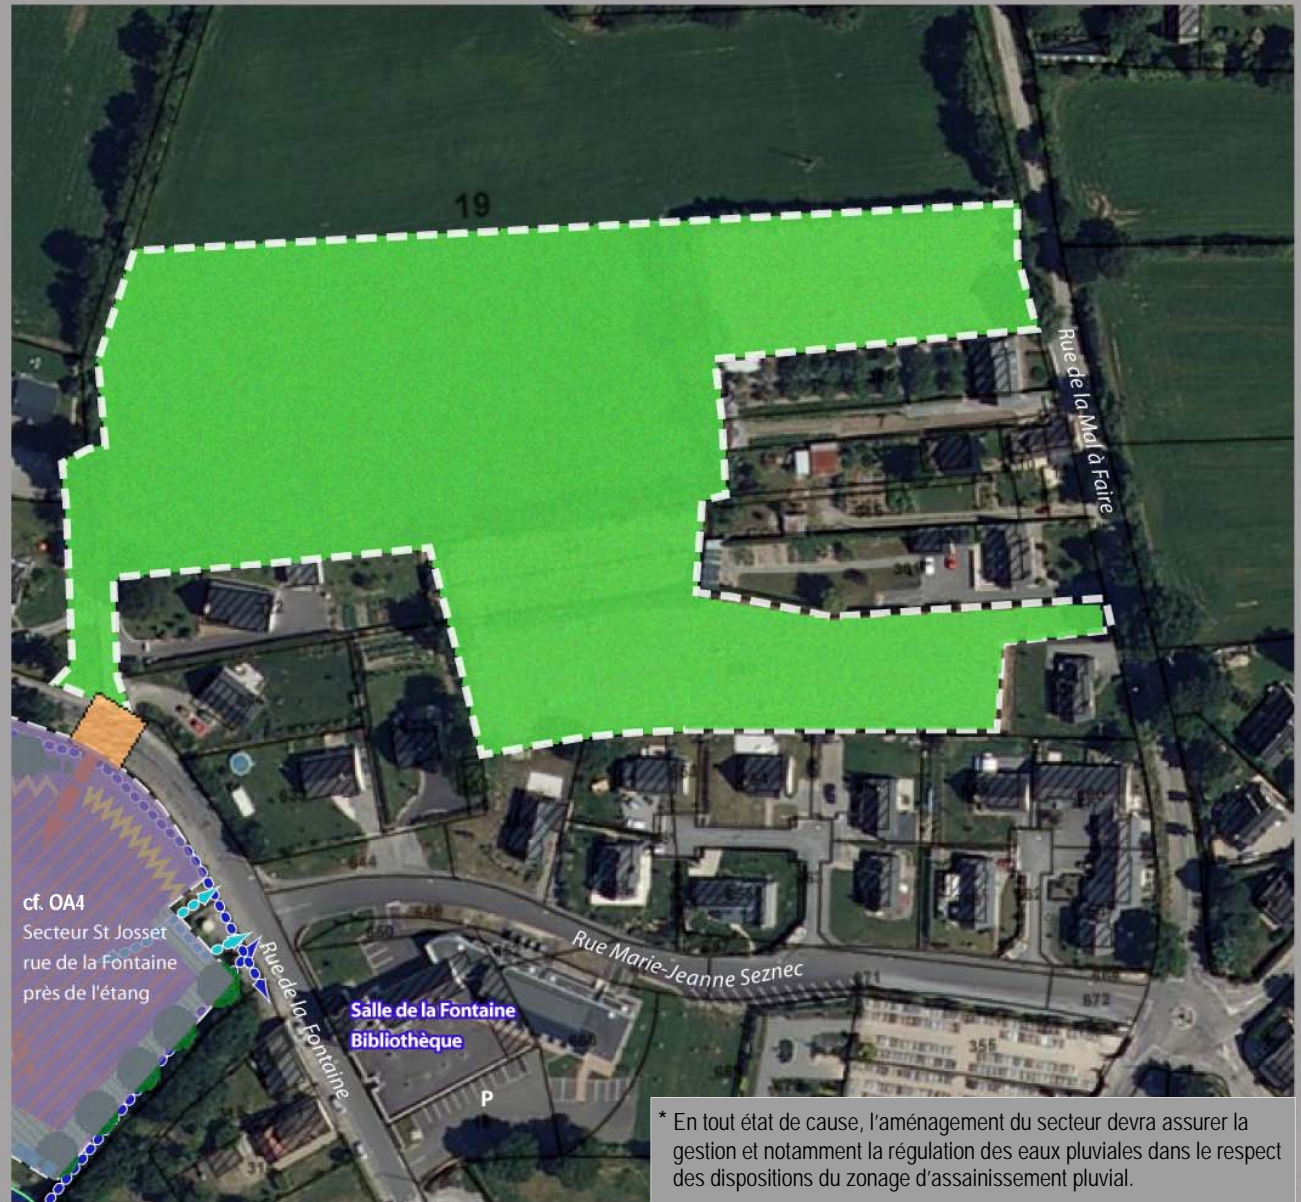 19
Rue de la Mal à Faire
cf. OA4
Secteur St Josset
rue de la Fontaine
près de l'étang
Rue de la Fontaine
Rue Marie-Jeanne Seznec
Salle de la Fontaine
Bibliothèque
P
355
672
* En tout état de cause, l'aménagement du secteur devra assurer la
gestion et notamment la régulation des eaux pluviales dans le respect
des dispositions du zonage d'assainissement pluvial.